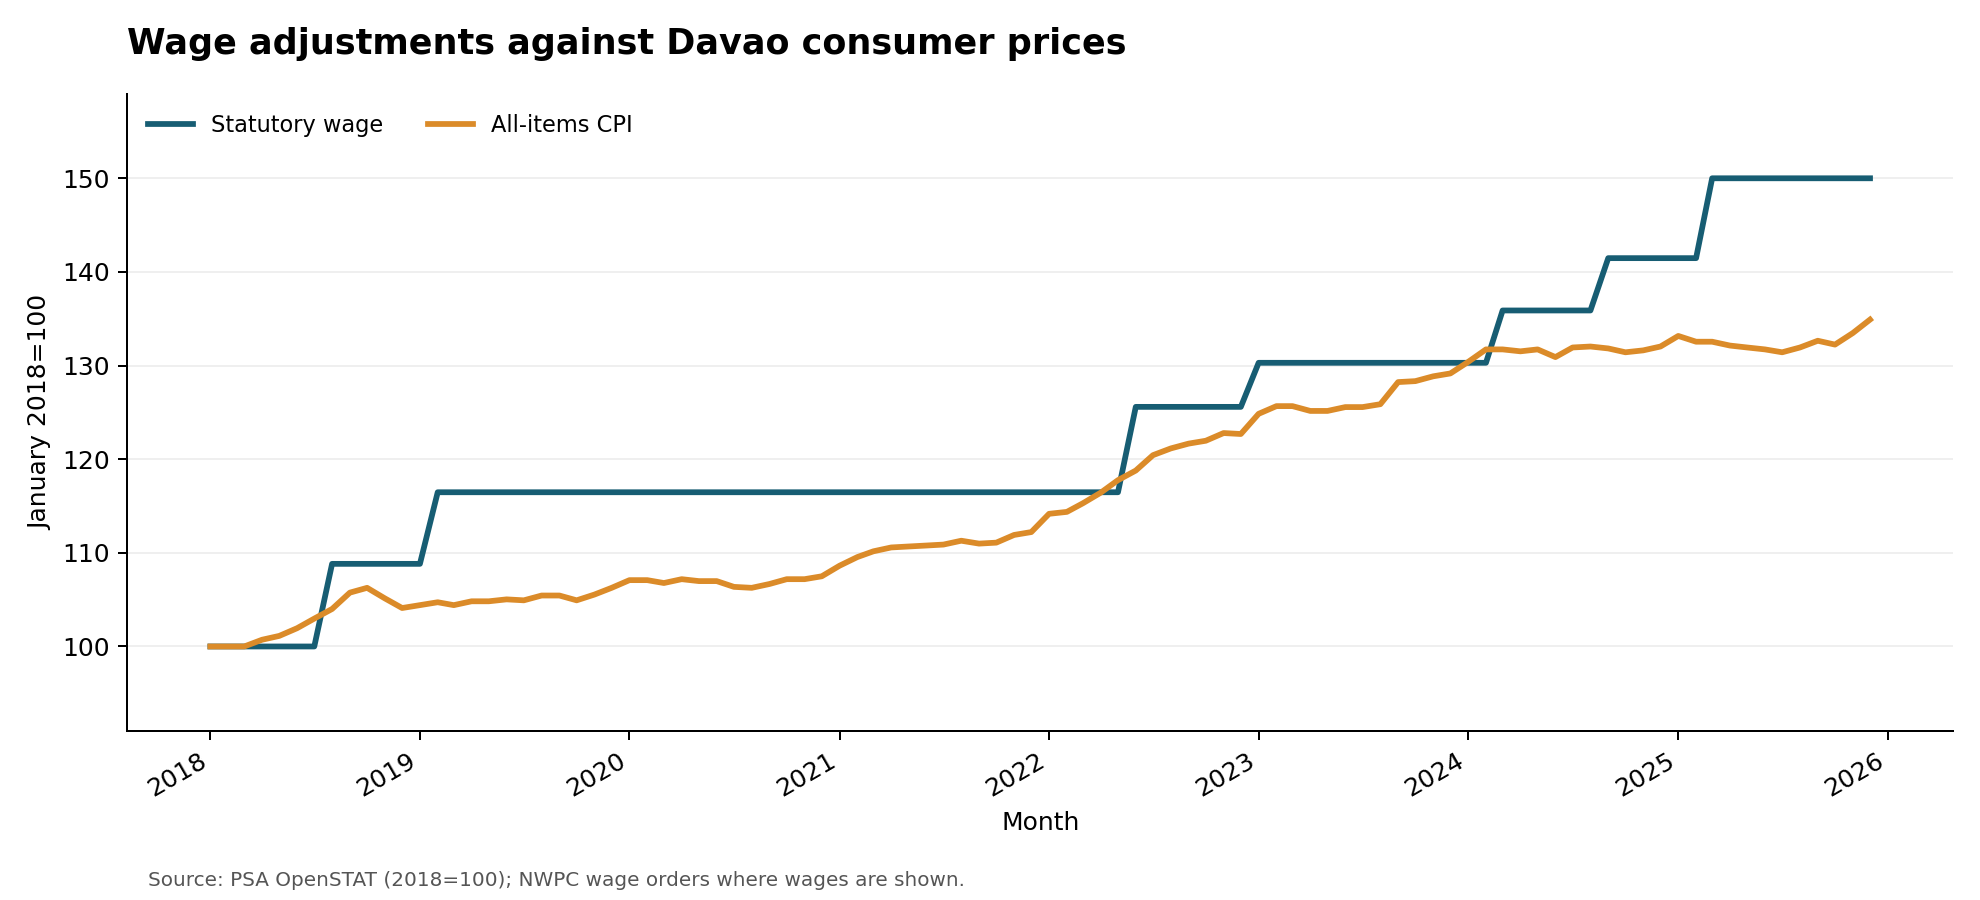 Wage adjustments against Davao consumer prices
Statutory wage
All-items CPI
January 2018=100
150
140
130
120
110
100
2018
2019
2020
2021
2022
2023
2024
2025
2026
Month
Source: PSA OpenSTAT (2018=100); NWPC wage orders where wages are shown.